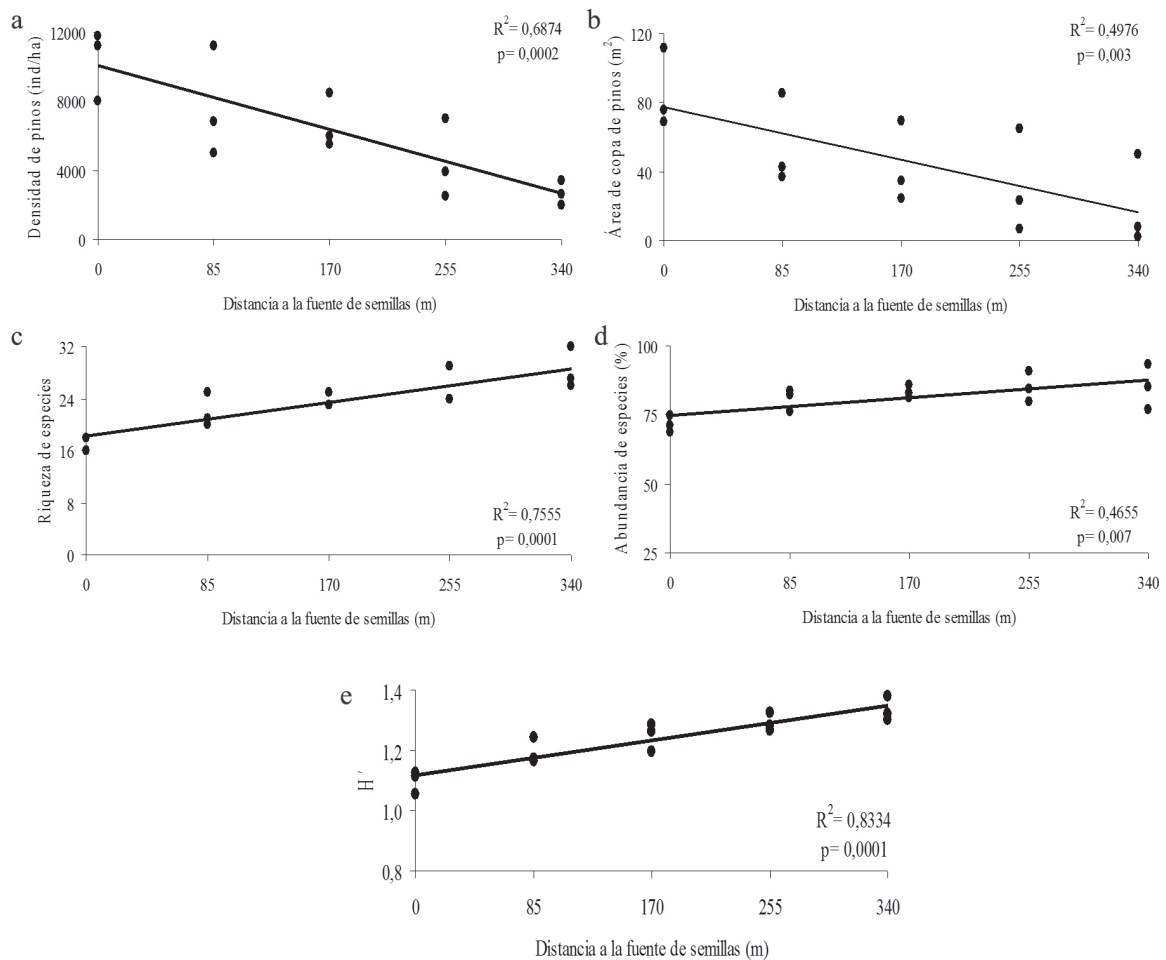 a
Densidad de pinos (ind/ha)
12000
8000
4000
0
R²= 0,6874
p= 0,0002
0 85 170 255 340
Distancia a la fuente de semillas (m)
b
Área de copa de pinos (m²)
120
80
40
0
R²= 0,4976
p= 0,003
0 85 170 255 340
Distancia a la fuente de semillas (m)
c
Riqueza de especies
32
24
16
8
0
R²= 0,7555
p= 0,0001
0 85 170 255 340
Distancia a la fuente de semillas (m)
d
Abundancia de especies (%)
100
75
50
25
R²= 0,4655
p= 0,007
0 85 170 255 340
Distancia a la fuente de semillas (m)
e
H´
1,4
1,2
1,0
0,8
R²= 0,8334
p= 0,0001
0 85 170 255 340
Distancia a la fuente de semillas (m)